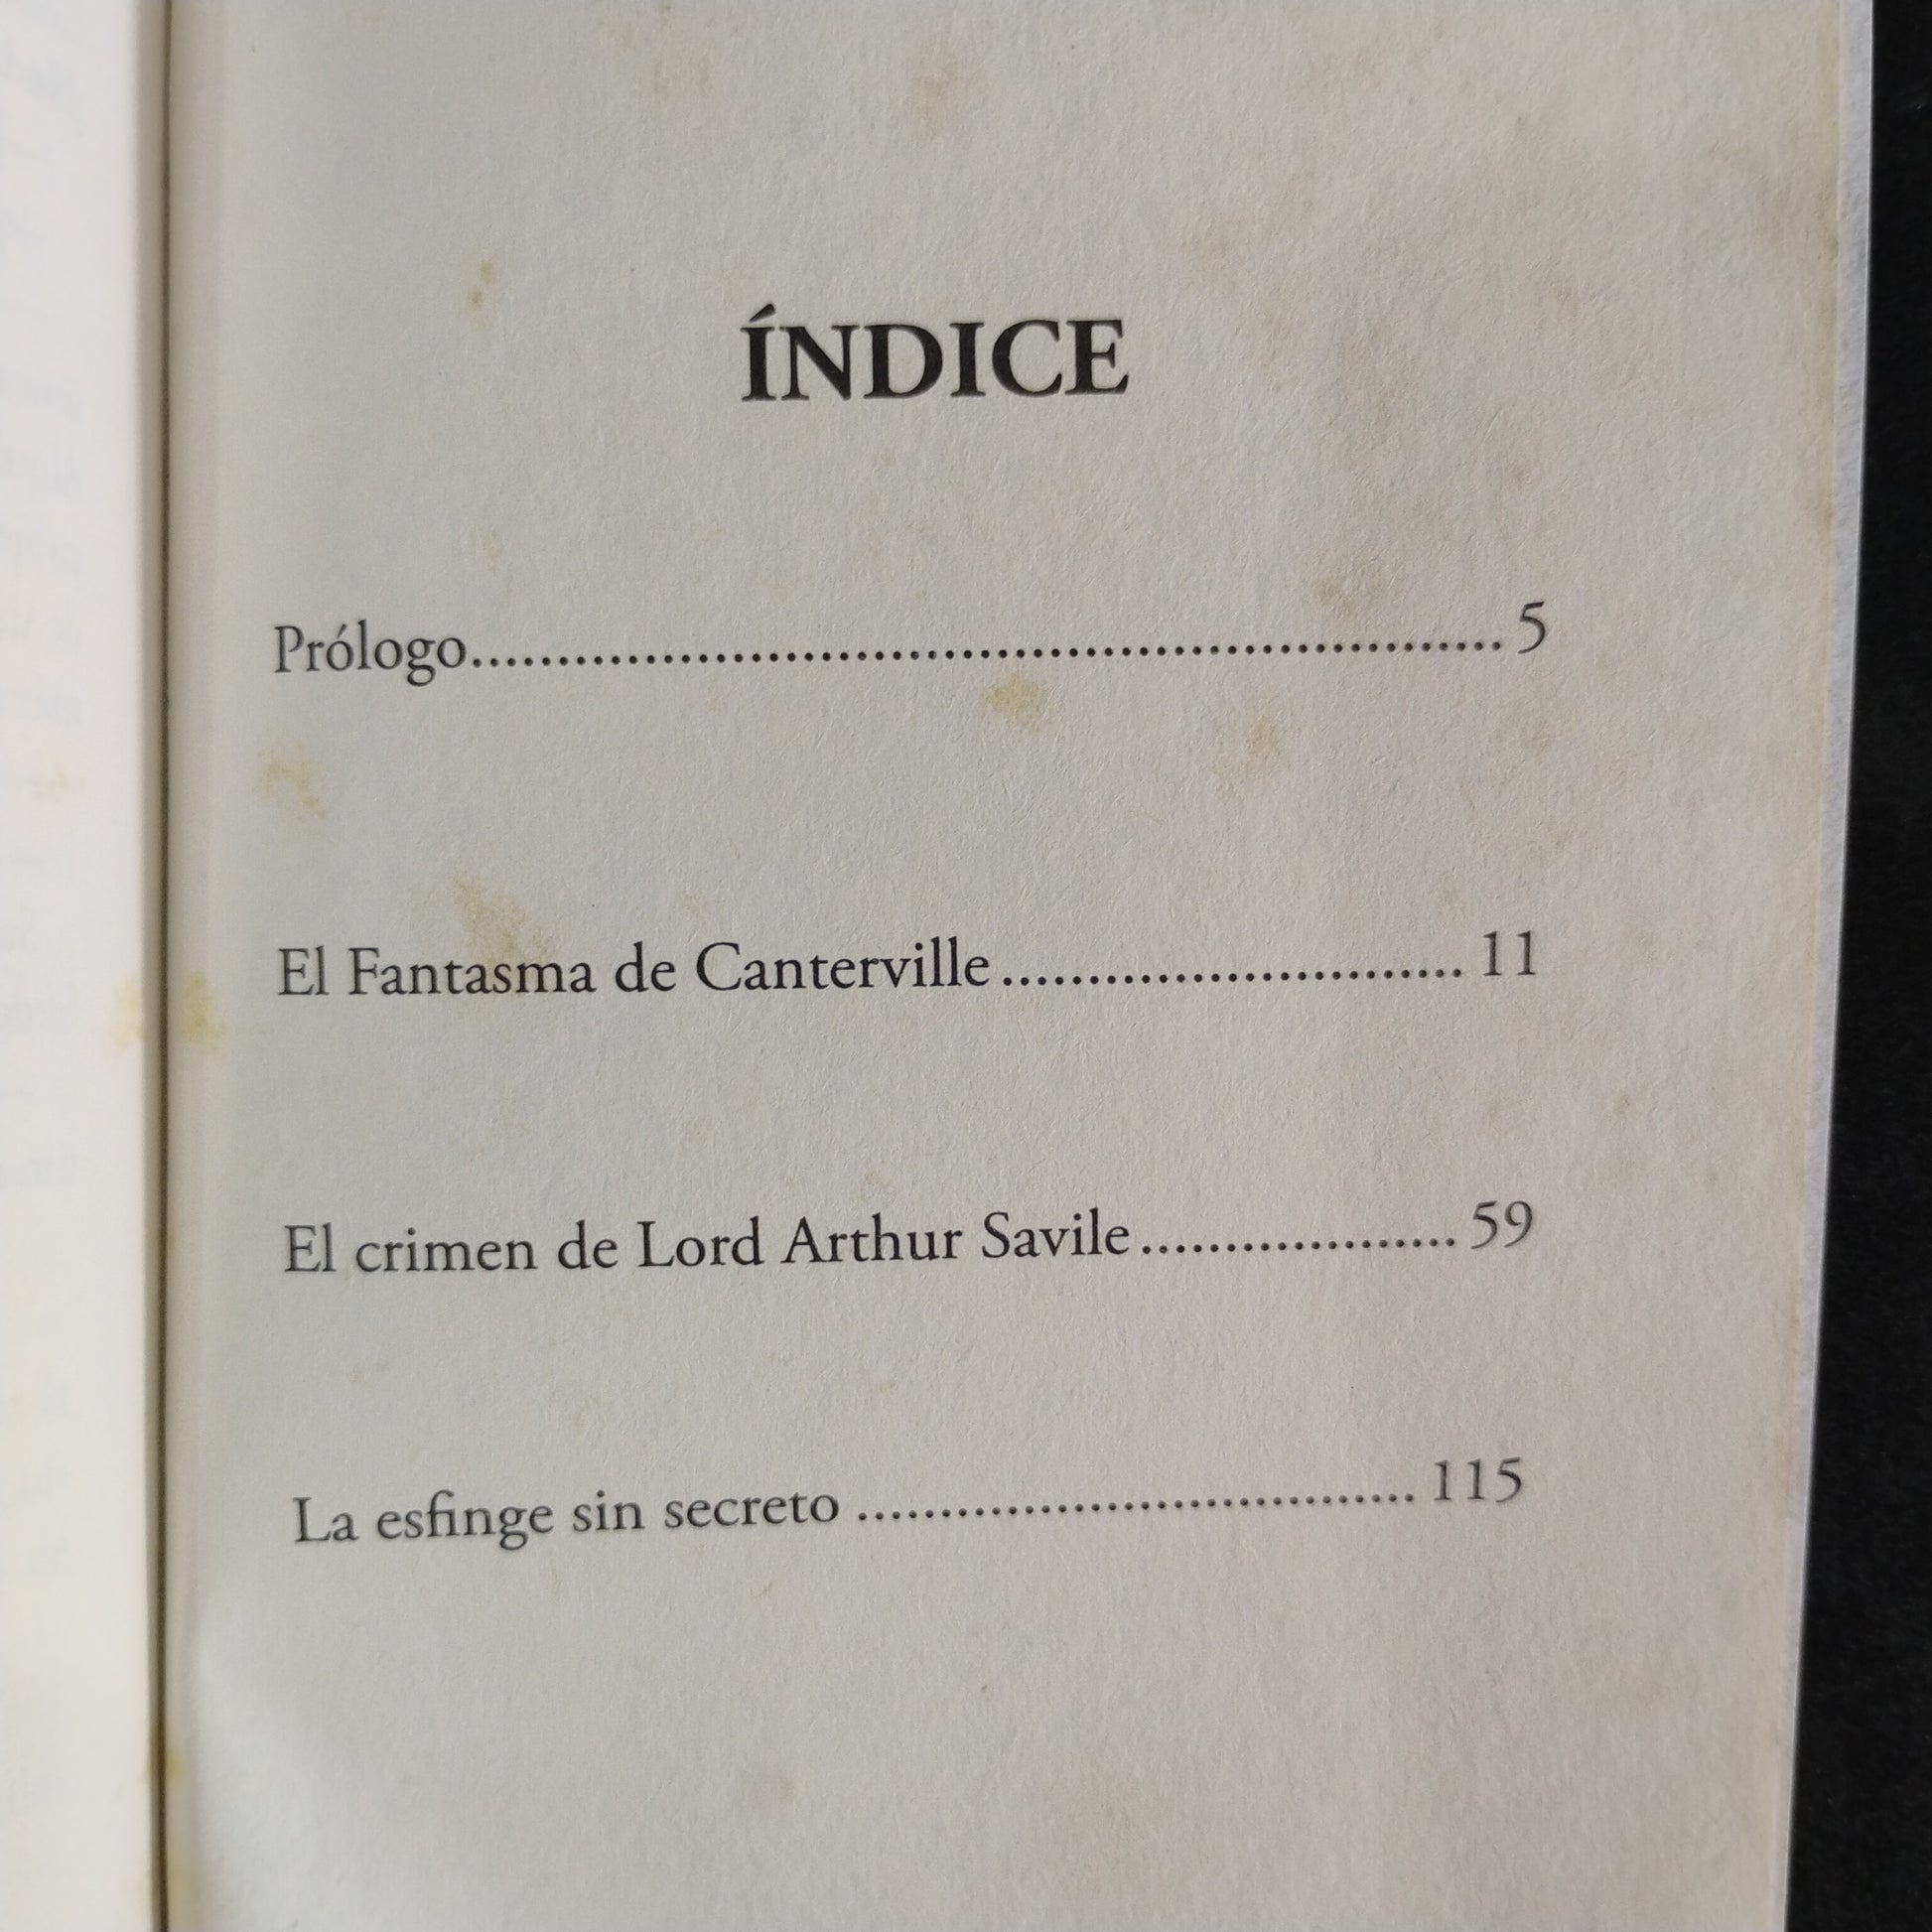 ÍNDICE
Prólogo............................................................. 5
El Fantasma de Canterville........................... 11
El crimen de Lord Arthur Savile................... 59
La esfinge sin secreto ................................. 115